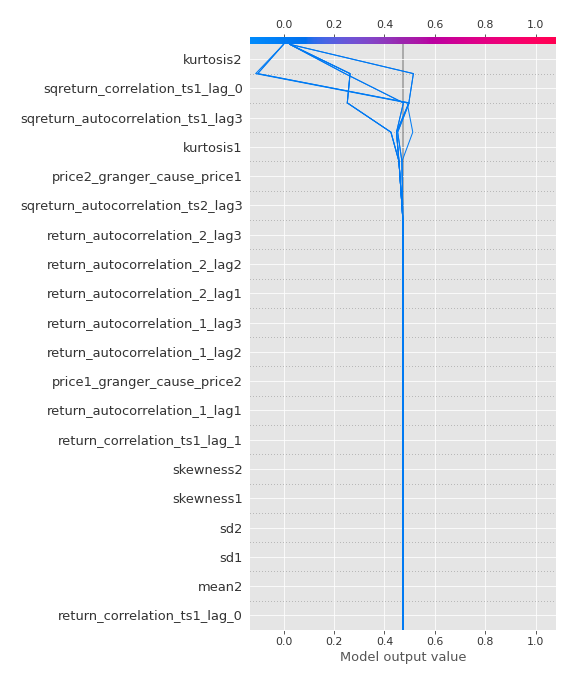 0.0 0.2 0.4 0.6 0.8 1.0
kurtosis2
sqreturn_correlation_ts1_lag_0
sqreturn_autocorrelation_ts1_lag3
kurtosis1
price2_granger_cause_price1
sqreturn_autocorrelation_ts2_lag3
return_autocorrelation_2_lag3
return_autocorrelation_2_lag2
return_autocorrelation_2_lag1
return_autocorrelation_1_lag3
return_autocorrelation_1_lag2
price1_granger_cause_price2
return_autocorrelation_1_lag1
return_correlation_ts1_lag_1
skewness2
skewness1
sd2
sd1
mean2
return_correlation_ts1_lag_0
0.0 0.2 0.4 0.6 0.8 1.0
Model output value